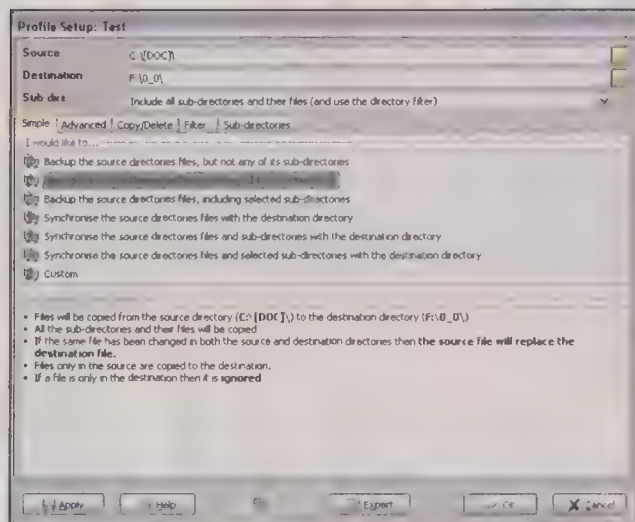 Profile Setup: Test
Source C:\[DOC]\
Destination F:\0_0\
Sub dirs Include all sub-directories and their files (and use the directory filter)
Simple Advanced Copy/Delete Filter Sub-directories
I would like to...
Backup the source directories files, but not any of its sub-directories
Backup the source directories files, including selected sub-directories
Synchronise the source directories files with the destination directory
Synchronise the source directories files and sub-directories with the destination directory
Synchronise the source directories files and selected sub-directories with the destination directory
Custom
• Files will be copied from the source directory (C:\[DOC]\) to the destination directory (F:\0_0\)
• All the sub-directories and their files will be copied
• If the same file has been changed in both the source and destination directories then the source file will replace the
destination file.
• Files only in the source are copied to the destination.
• If a file is only in the destination then it is ignored
Apply Help Expert Cancel